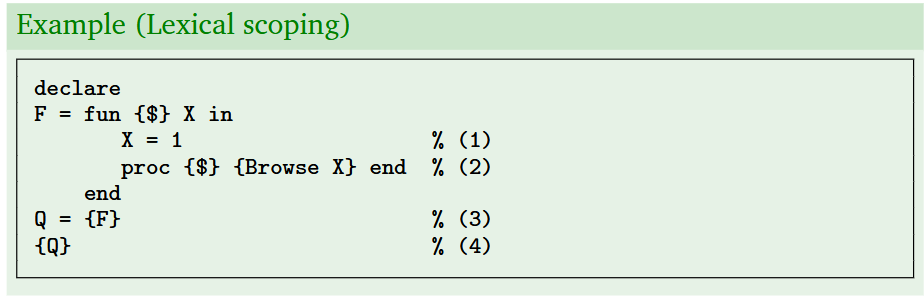 Example (Lexical scoping)
declare
F = fun {$} X in
X = 1 % (1)
proc {$} {Browse X} end % (2)
end
Q = {F} % (3)
{Q} % (4)